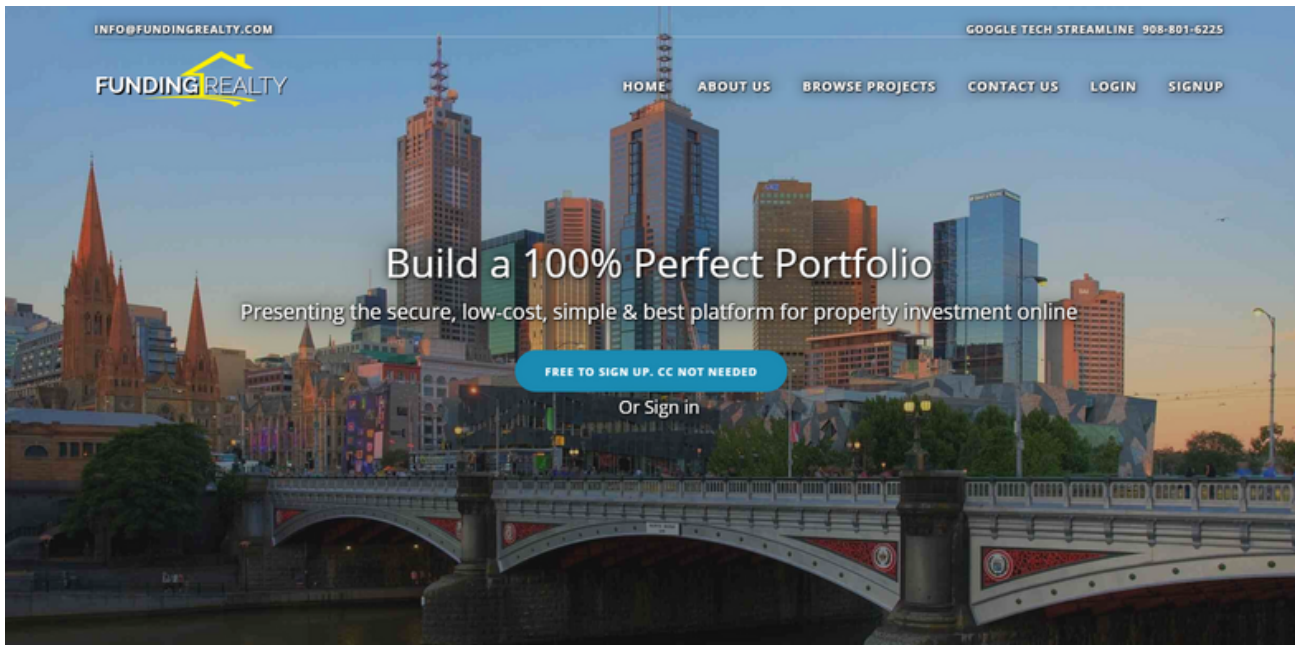 INFO@FUNDINGREALTY.COM
GOOGLE TECH STREAMLINE 908-801-6225
FUNDING REALTY
HOME ABOUT US BROWSE PROJECTS CONTACT US LOGIN SIGNUP
Build a 100% Perfect Portfolio
Presenting the secure, low-cost, simple & best platform for property investment online
FREE TO SIGN UP. CC NOT NEEDED
Or Sign in